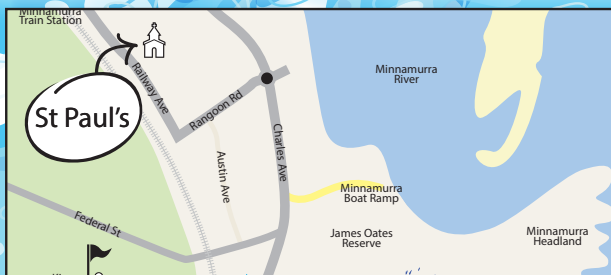 Minnamurra
Train Station
St Paul's
Railway Ave
Rangoon Rd
Minnamurra
River
Charles Ave
Austin Ave
Minnamurra
Boat Ramp
Federal St
James Oates
Reserve
Minnamurra
Headland